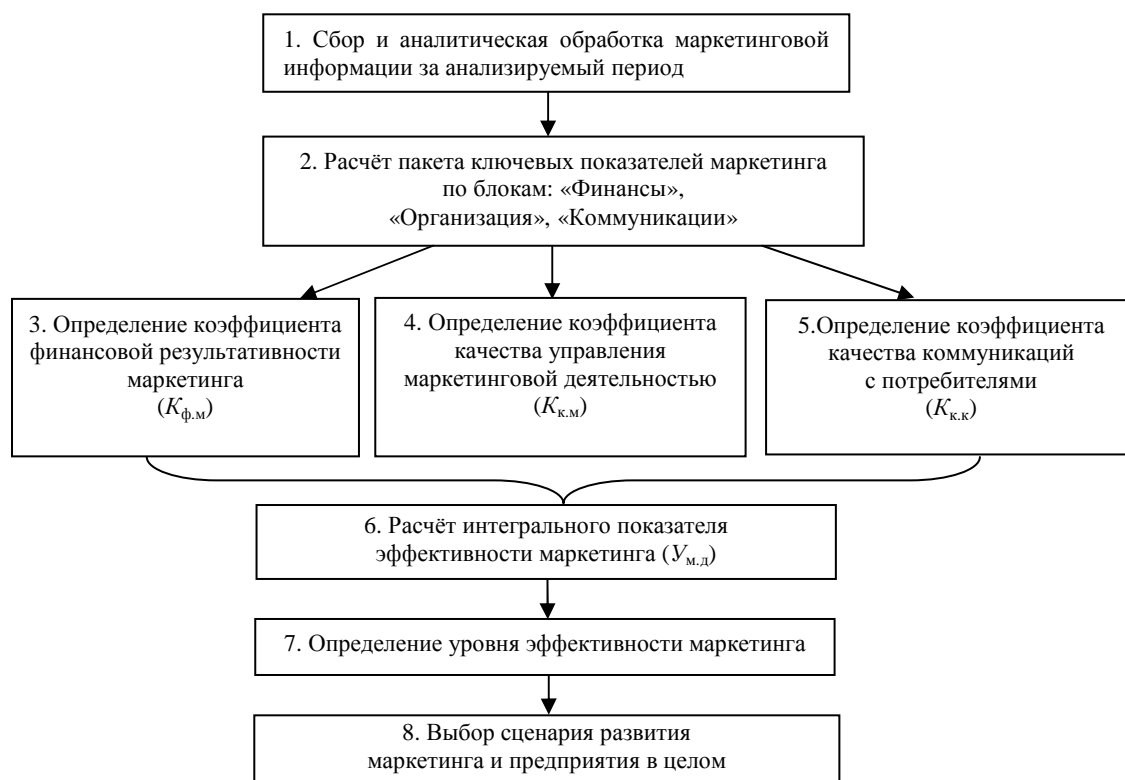 1. Сбор и аналитическая обработка маркетинговой
информации за анализируемый период
2. Расчёт пакета ключевых показателей маркетинга
по блокам: «Финансы»,
«Организация», «Коммуникации»
3. Определение коэффициента
финансовой результативности
маркетинга
(Kф.м)
4. Определение коэффициента
качества управления
маркетинговой деятельностью
(Kк.м)
5.Определение коэффициента
качества коммуникаций
с потребителями
(Kк.к)
6. Расчёт интегрального показателя
эффективности маркетинга (Ум.д)
7. Определение уровня эффективности маркетинга
8. Выбор сценария развития
маркетинга и предприятия в целом